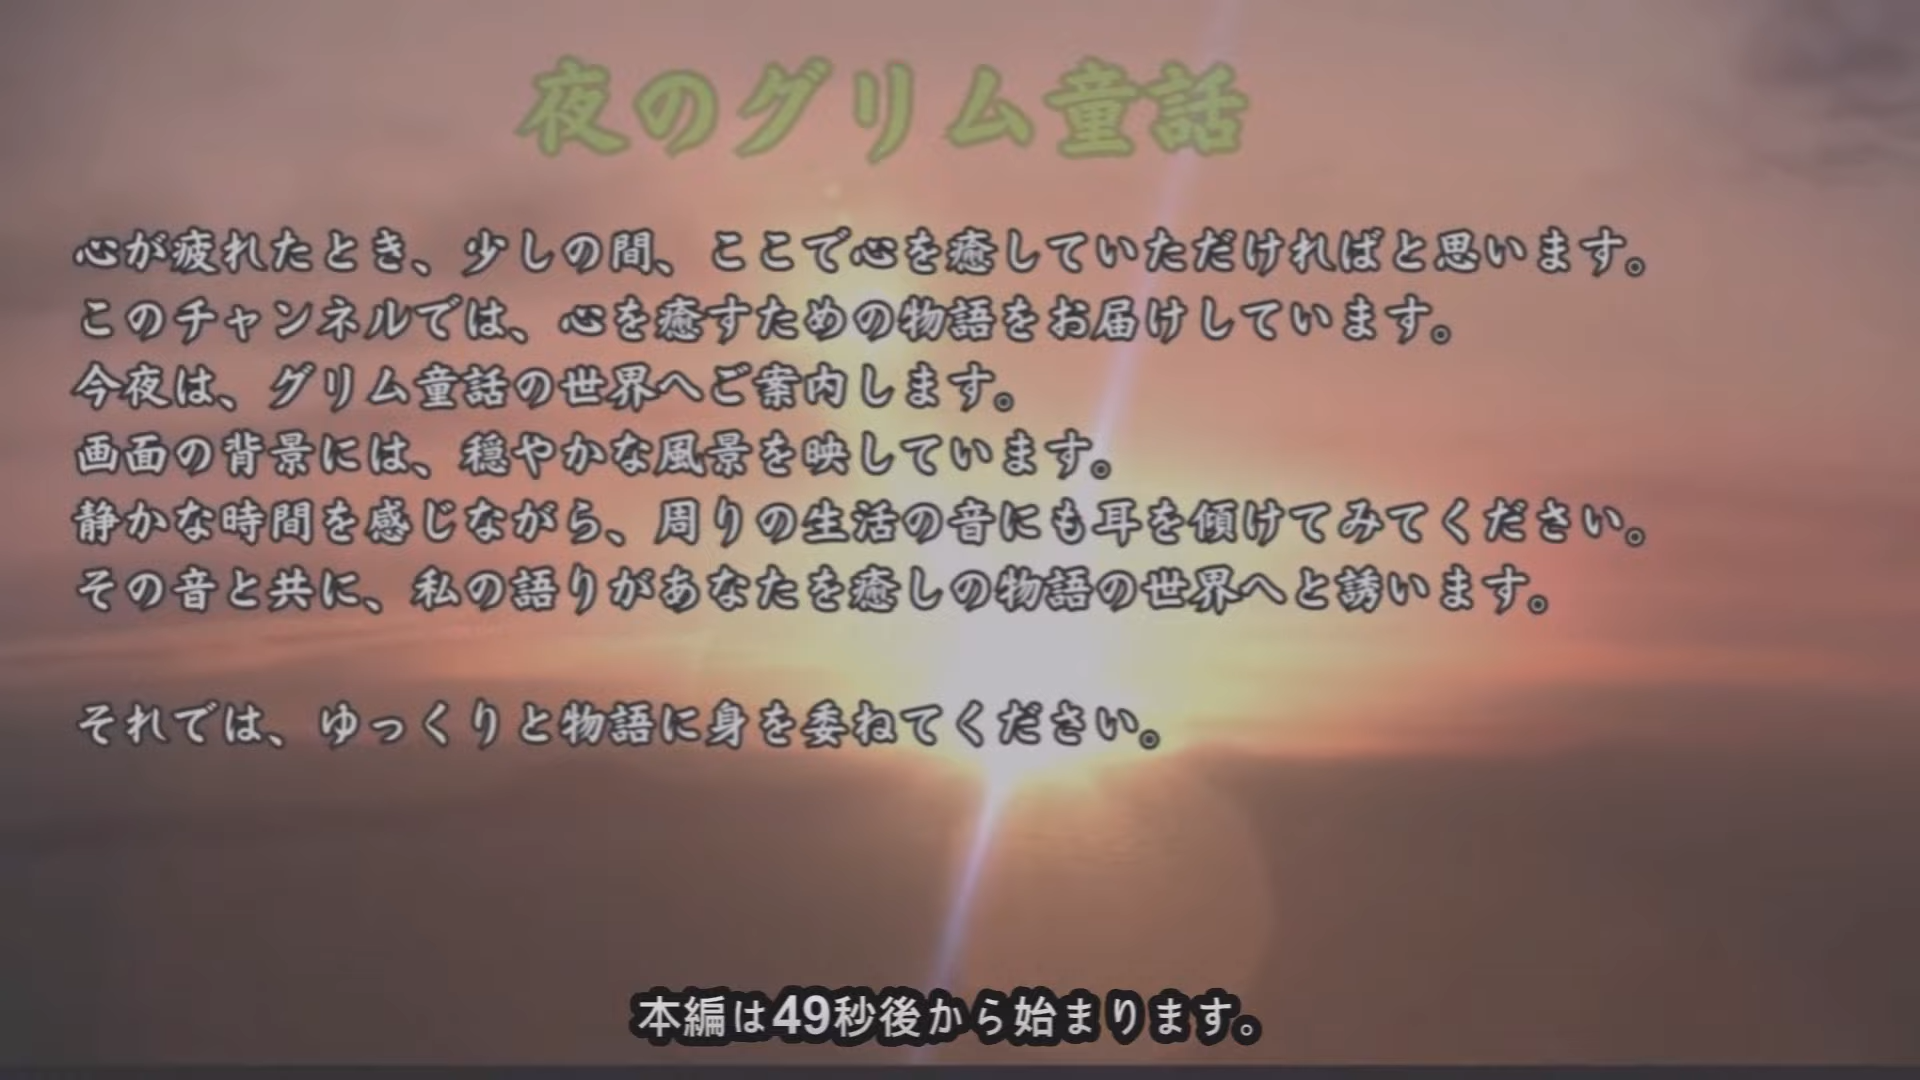 夜のグリム童話
心が疲れたとき、少しの間、ここで心を癒していただければと思います。
このチャンネルでは、心を癒すための物語をお届けしています。
今夜は、グリム童話の世界へご案内します。
画面の背景には、穏やかな風景を映しています。
静かな時間を感じながら、周りの生活の音にも耳を傾けてみてください。
その音と共に、私の語りがあなたを癒しの物語の世界へと誘います。
それでは、ゆっくりと物語に身を委ねてください。
本編は49秒後から始まります。